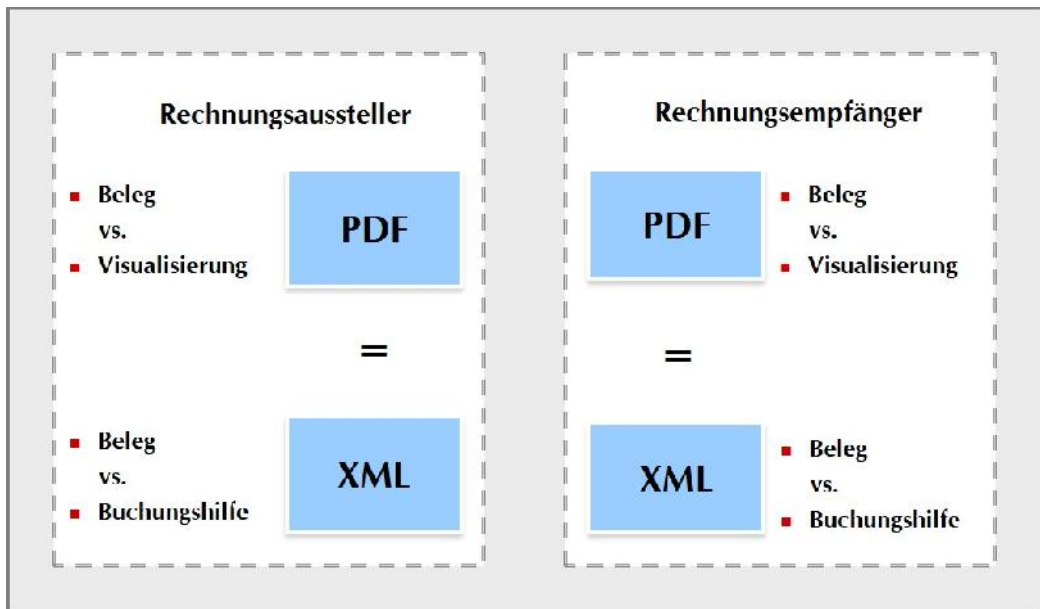 Rechnungsaussteller
▪ Beleg
vs.
▪ Visualisierung
PDF
=
▪ Beleg
vs.
▪ Buchungshilfe
XML
Rechnungsempfänger
PDF
▪ Beleg
vs.
▪ Visualisierung
=
XML
▪ Beleg
vs.
▪ Buchungshilfe